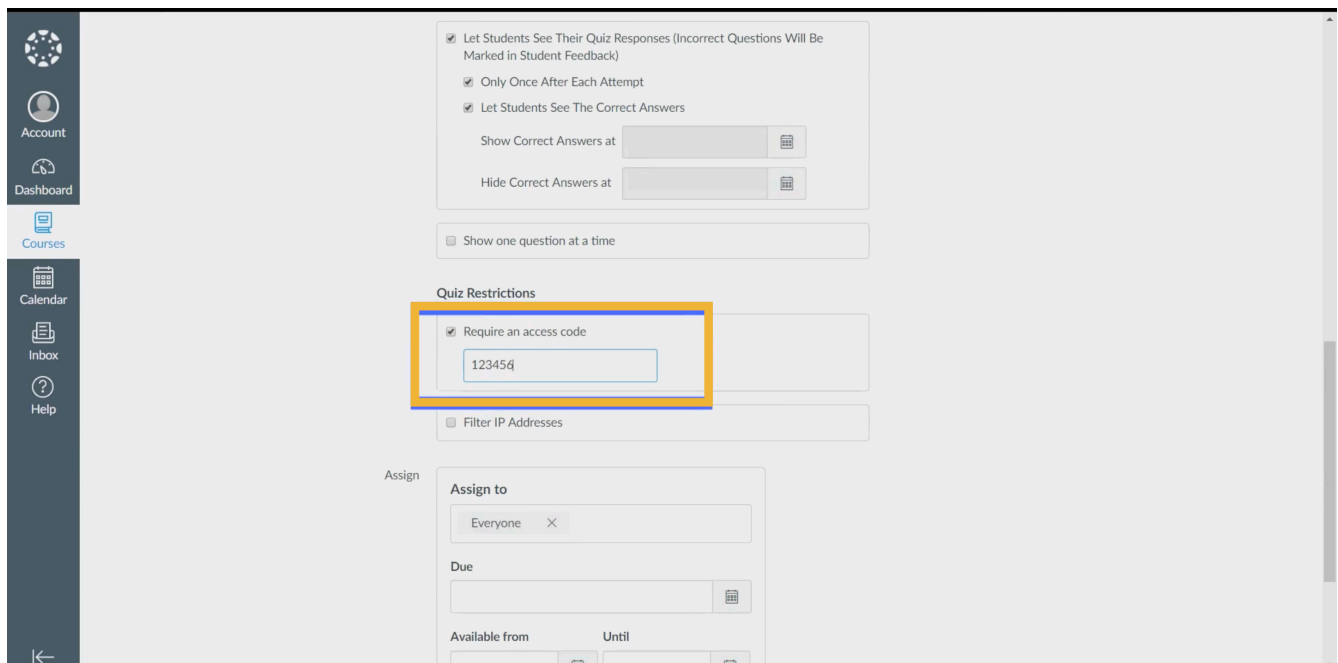 Account
Dashboard
Courses
Calendar
Inbox
Help
Let Students See Their Quiz Responses (Incorrect Questions Will Be
Marked in Student Feedback)
Only Once After Each Attempt
Let Students See The Correct Answers
Show Correct Answers at
Hide Correct Answers at
Show one question at a time
Quiz Restrictions
Require an access code
123456
Filter IP Addresses
Assign
Assign to
Everyone
Due
Available from Until